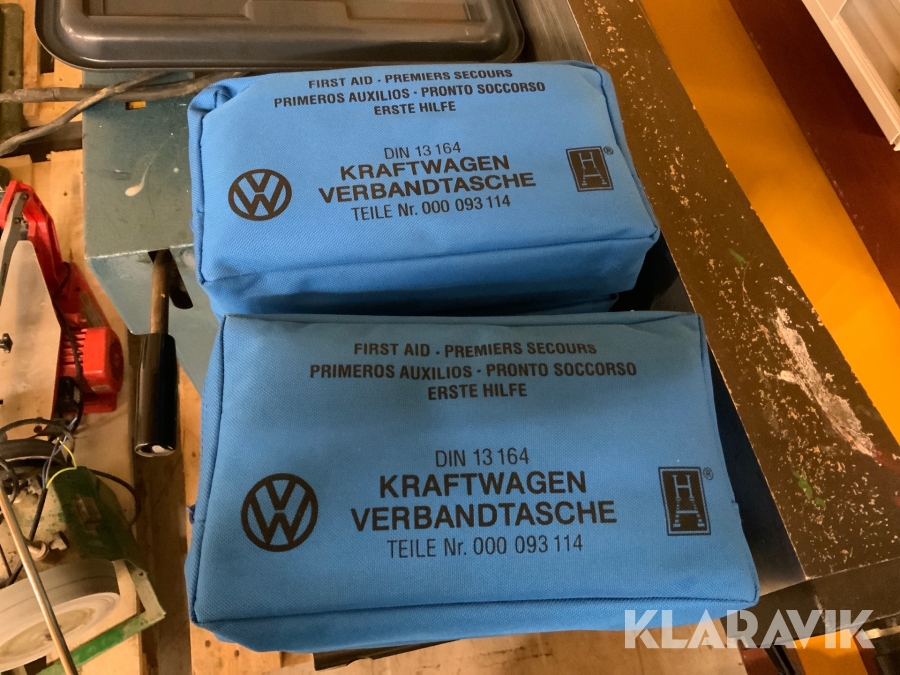 FIRST AID · PREMIERS SECOURS
PRIMEROS AUXILIOS · PRONTO SOCCORSO
ERSTE HILFE
DIN 13 164
KRAFTWAGEN
VERBANDTASCHE
TEILE Nr. 000 093 114
VW
H
®
FIRST AID · PREMIERS SECOURS
PRIMEROS AUXILIOS · PRONTO SOCCORSO
ERSTE HILFE
DIN 13 164
KRAFTWAGEN
VERBANDTASCHE
TEILE Nr. 000 093 114
VW
H
®
KLARAVIK